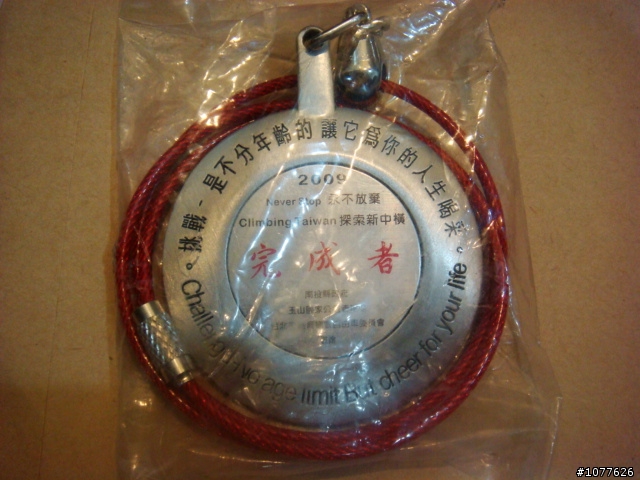 挑戰，是不分年齡的 讓它為你的人生喝采。
2009
Never Stop 永不放棄
Climbing Taiwan 探索新中橫
完成者
Challenge age limit But cheer for your life
#1077626